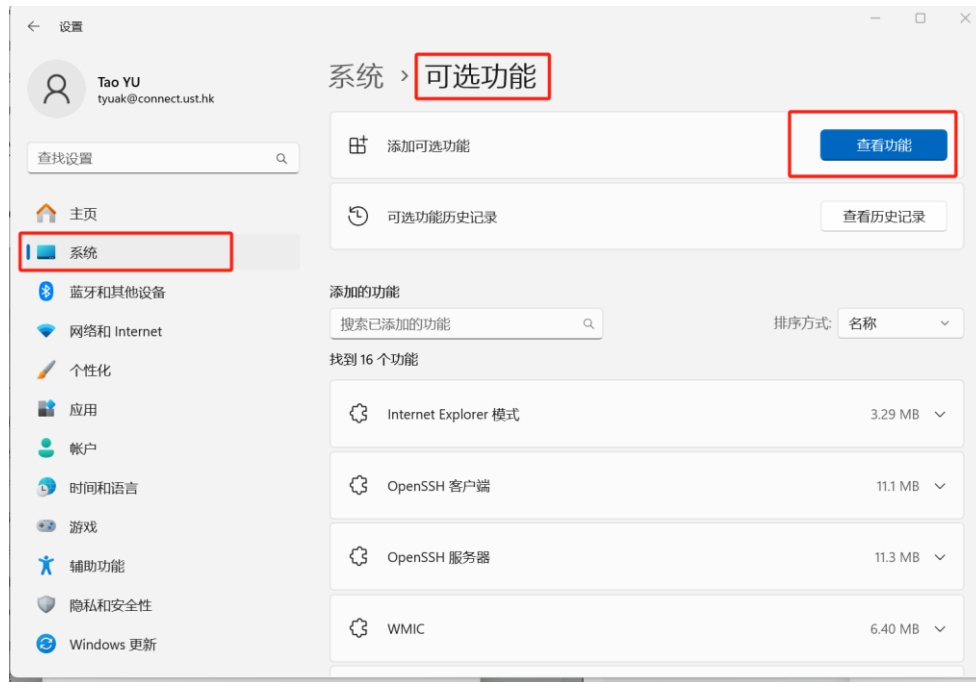 设置
Tao YU
tyuak@connect.ust.hk
查找设置
主页
系统
蓝牙和其他设备
网络和 Internet
个性化
应用
帐户
时间和语言
游戏
辅助功能
隐私和安全性
Windows 更新
系统 › 可选功能
添加可选功能 查看功能
可选功能历史记录 查看历史记录
添加的功能
搜索已添加的功能 排序方式: 名称
找到 16 个功能
Internet Explorer 模式 3.29 MB
OpenSSH 客户端 11.1 MB
OpenSSH 服务器 11.3 MB
WMIC 6.40 MB